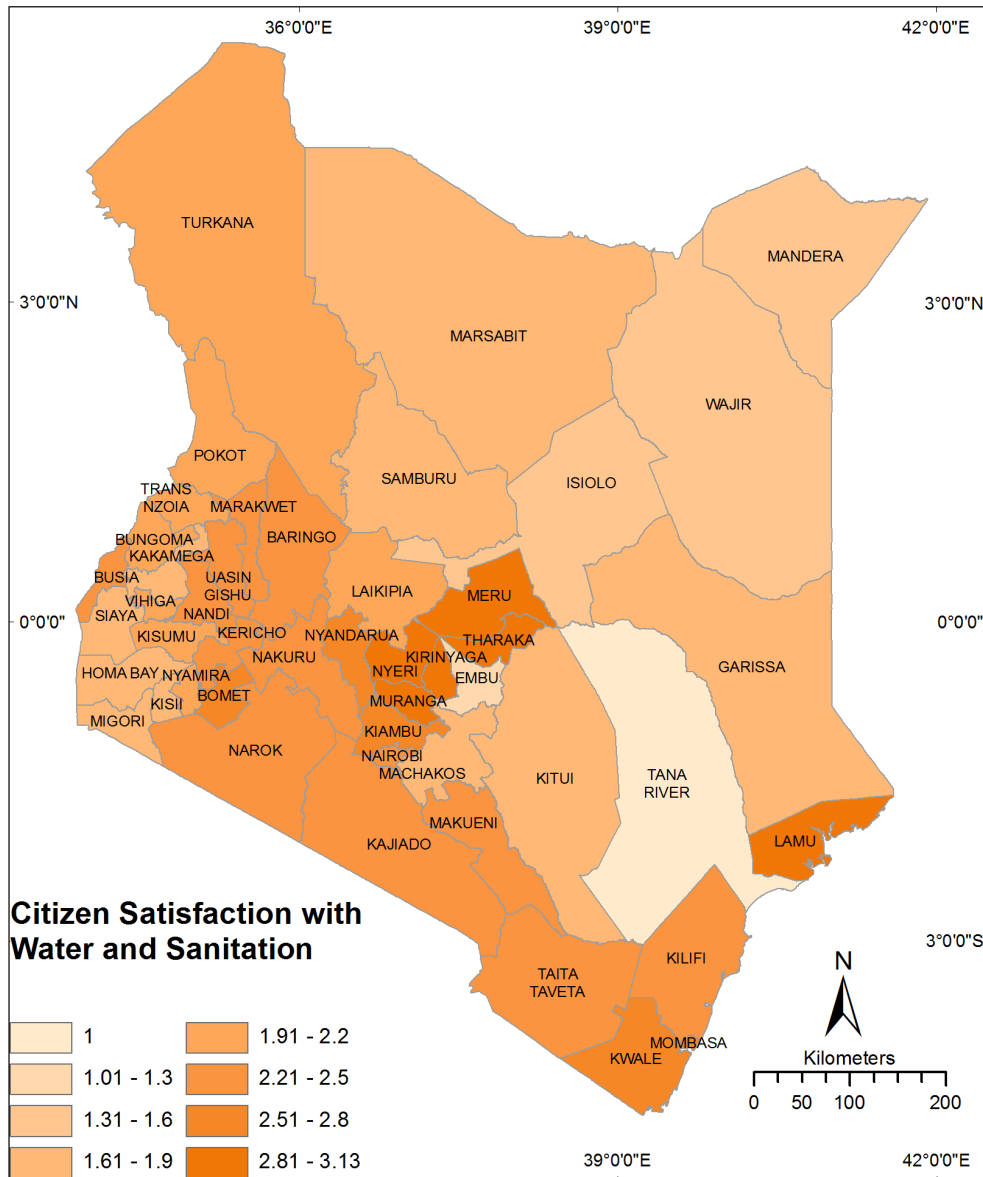 36°0'0"E 39°0'0"E 42°0'0"E
TURKANA
MANDERA
3°0'0"N 3°0'0"N
MARSABIT
WAJIR
POKOT
SAMBURU
ISIOLO
TRANS
NZOIA
MARAKWET
BARINGO
BUNGOMA
KAKAMEGA
BUSIA
UASIN
GISHU
LAIKIPIA
MERU
VIHIGA
SIAYA
NANDI
0°0'0" 0°0'0"
KISUMU
KERICHO
NYANDARUA
THARAKA
NAKURU
KIRINYAGA
GARISSA
HOMA BAY
NYAMIRA
NYERI
EMBU
BOMET
KISII
MURANGA
MIGORI
KIAMBU
NAROK
NAIROBI
MACHAKOS
KITUI
TANA
RIVER
MAKUENI
KAJIADO
LAMU
Citizen Satisfaction with
Water and Sanitation
3°0'0"S
KILIFI
N
TAITA
TAVETA
MOMBASA
KWALE
Kilometers
0 50 100 200
1
1.01 - 1.3
1.31 - 1.6
1.61 - 1.9
1.91 - 2.2
2.21 - 2.5
2.51 - 2.8
2.81 - 3.13
39°0'0"E 42°0'0"E